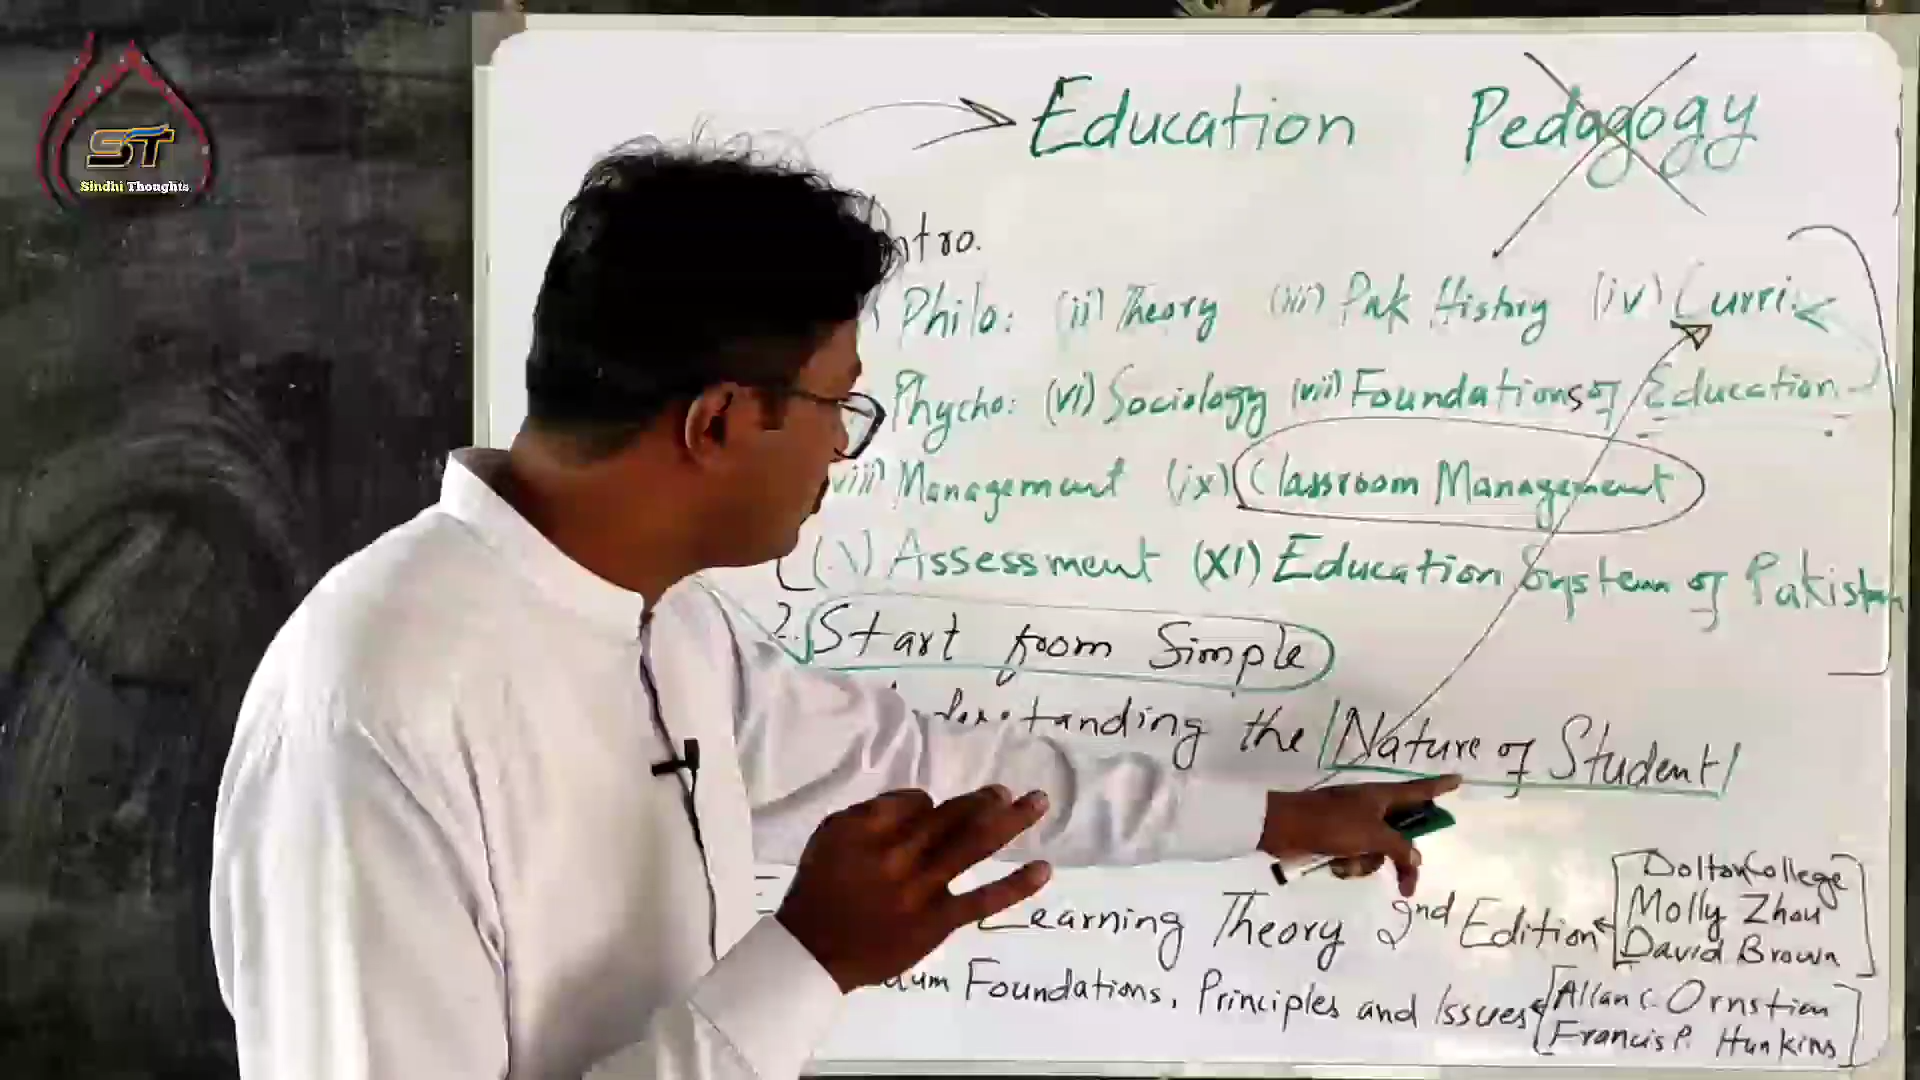 ST
Sindhi Thoughts
Education Pedagogy
ntro.
Philo: (ii) Theory (iii) Pak History (iv) Curri:
Phycho: (vi) Sociology (vii) Foundations of Education
viii) Management (ix) Classroom Management
Assessment (XI) Education System of Pakistan
2. Start from Simple
the Nature of Student
Learning Theory 2nd Edition
Dolton College
Molly Zhou
David Brown
Foundations, Principles and Issues
Allan C. Ornstien
Francis P. Hunkins